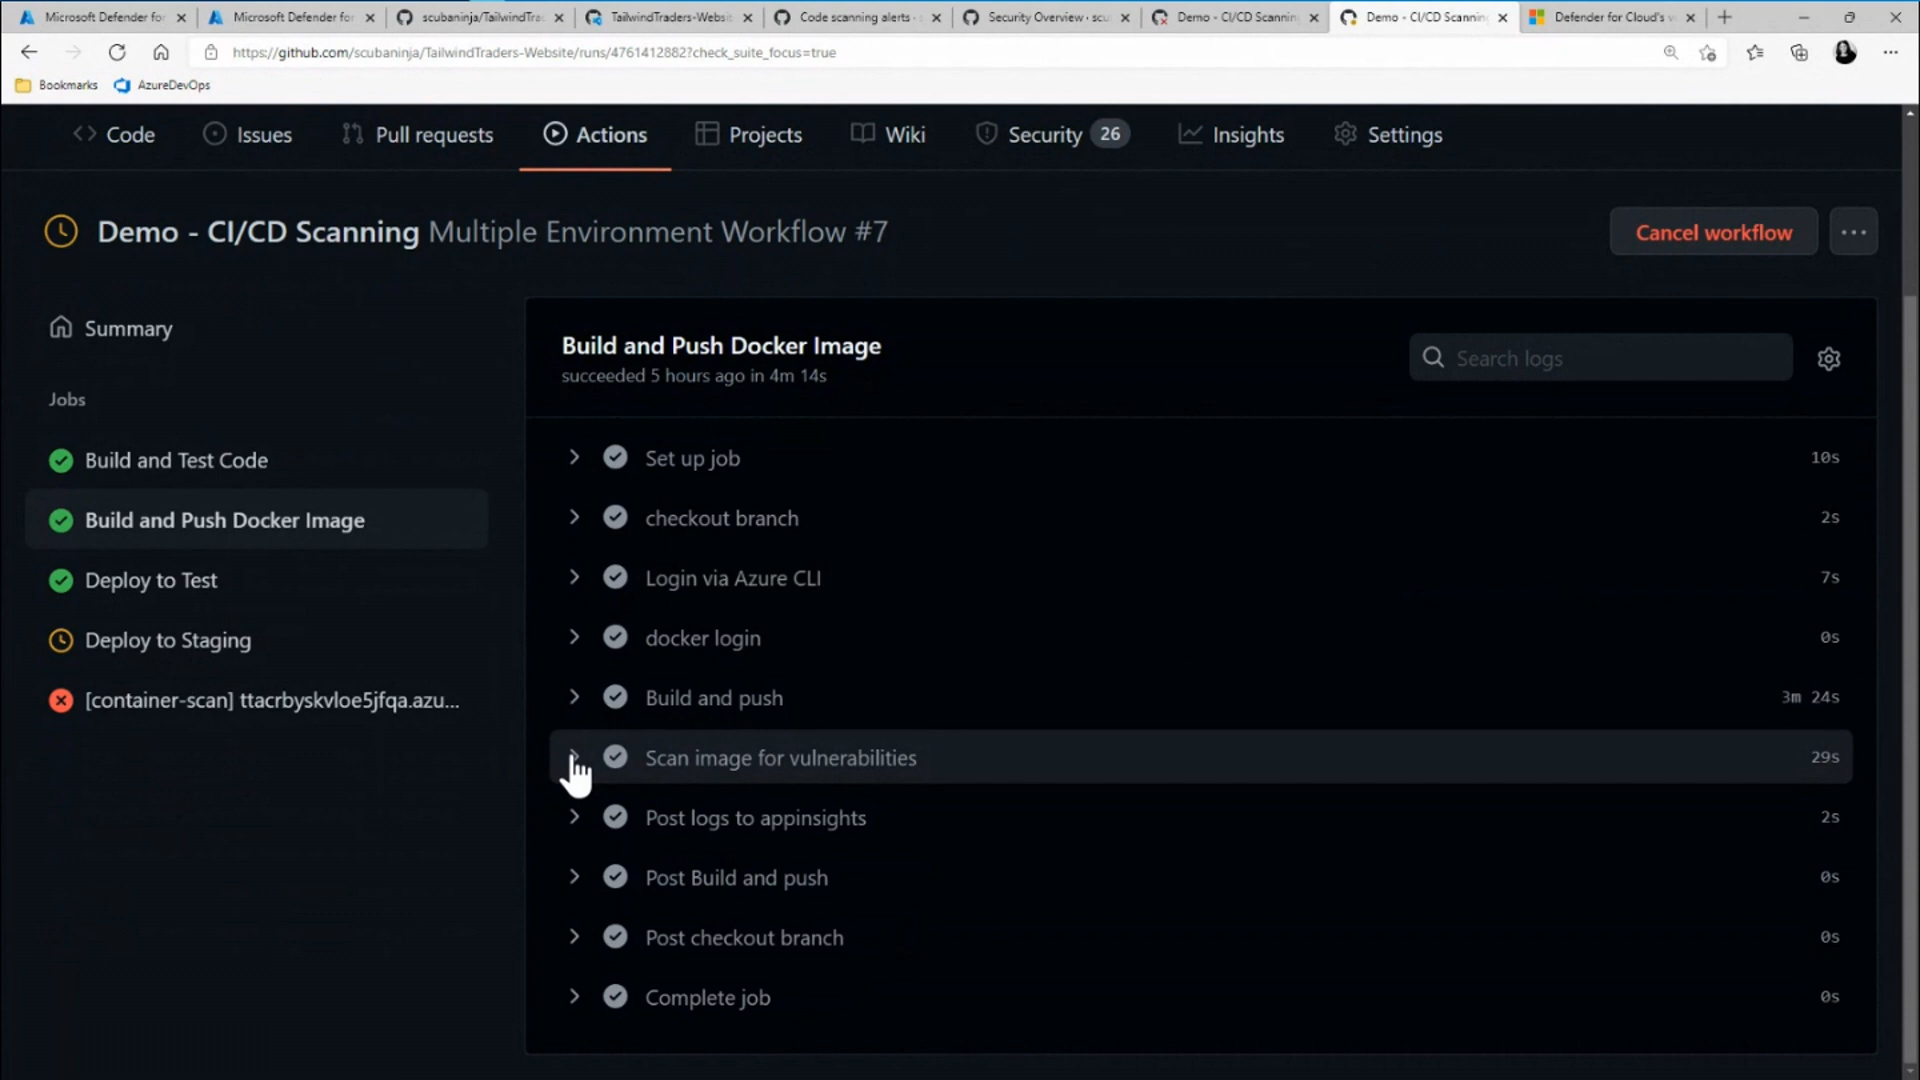 Microsoft Defender for
Microsoft Defender for
scubaninja/TailwindTra
TailwindTraders-Websi
Code scanning alerts ·
Security Overview · scu
Demo - CI/CD Scannin
Demo - CI/CD Scannin
Defender for Cloud's v
https://github.com/scubaninja/TailwindTraders-Website/runs/4761412882?check_suite_focus=true
Bookmarks
AzureDevOps
Code
Issues
Pull requests
Actions
Projects
Wiki
Security 26
Insights
Settings
Demo - CI/CD Scanning Multiple Environment Workflow #7
Cancel workflow
Summary
Jobs
Build and Test Code
Build and Push Docker Image
Deploy to Test
Deploy to Staging
[container-scan] ttacrbyskvloe5jfqa.azu...
Build and Push Docker Image
succeeded 5 hours ago in 4m 14s
Search logs
Set up job 10s
checkout branch 2s
Login via Azure CLI 7s
docker login 0s
Build and push 3m 24s
Scan image for vulnerabilities 29s
Post logs to appinsights 2s
Post Build and push 0s
Post checkout branch 0s
Complete job 0s